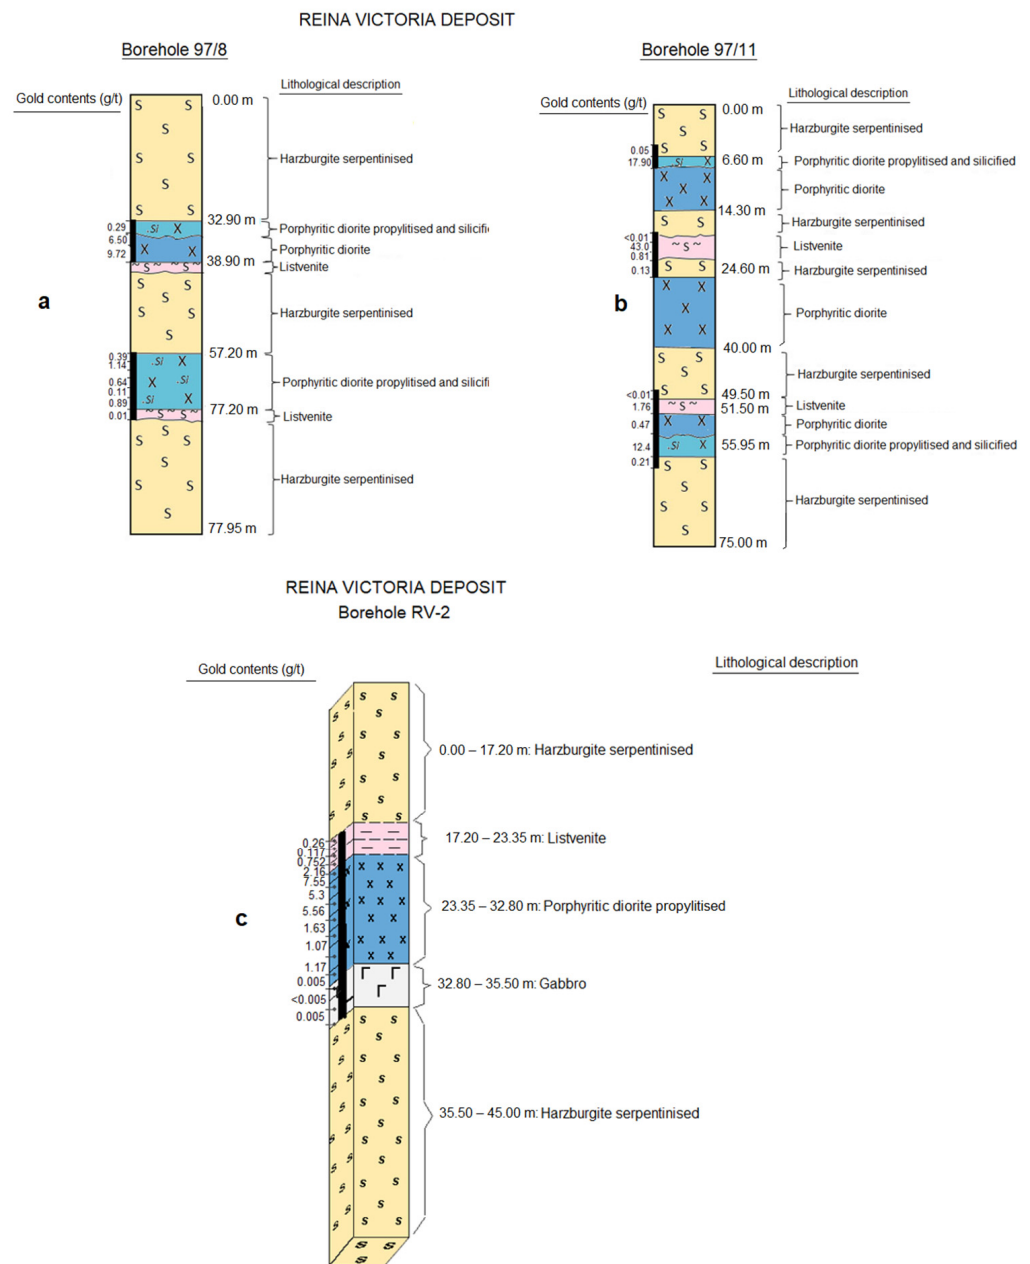 REINA VICTORIA DEPOSIT
Borehole 97/8
Gold contents (g/t)
Lithological description
0.00 m
S S
S
S S
Harzburgite serpentinised
S
S S
32.90 m
0.29
.Si X
Porphyritic diorite propylitised and silicifi
6.50
9.72
X X
Porphyritic diorite
38.90 m
~ S ~ ~ S ~
Listvenite
S
S S
S S
Harzburgite serpentinised
S
57.20 m
0.39
1.14
.Si X
0.64
X .Si
Porphyritic diorite propylitised and silicifi
0.11
0.89
.Si X
77.20 m
0.01
~ S ~ S ~
Listvenite
S S
S
S
S S
Harzburgite serpentinised
S
77.95 m
a
Borehole 97/11
Gold contents (g/t)
Lithological description
0.00 m
S S
S
Harzburgite serpentinised
S S
0.05
17.90
.Si X
6.60 m
Porphyritic diorite propylitised and silicified
X X
X
Porphyritic diorite
X X
14.30 m
S S
Harzburgite serpentinised
<0.01
43.0
~ S ~
Listvenite
0.81
0.13
S S
24.60 m
Harzburgite serpentinised
X X
X
Porphyritic diorite
X X
40.00 m
S S
S
Harzburgite serpentinised
S S
<0.01
49.50 m
1.76
~ S ~
Listvenite
51.50 m
0.47
X X
Porphyritic diorite
12.4
.Si X
55.95 m
Porphyritic diorite propylitised and silicified
0.21
S S
S
S S
Harzburgite serpentinised
S
75.00 m
b
REINA VICTORIA DEPOSIT
Borehole RV-2
Gold contents (g/t)
Lithological description
S S
S
S S
S
S S
S S
0.00 – 17.20 m: Harzburgite serpentinised
17.20 – 23.35 m: Listvenite
0.26
0.117
0.752
2.16
7.55
5.3
5.56
1.63
1.07
1.17
0.005
<0.005
0.005
X X X
X X
X X X
X X
X X X
X X
23.35 – 32.80 m: Porphyritic diorite propylitised
Γ Γ
Γ
32.80 – 35.50 m: Gabbro
c
S S
S
S S
S
S S
S
S S
S
S S
S
S S
35.50 – 45.00 m: Harzburgite serpentinised
S S
S